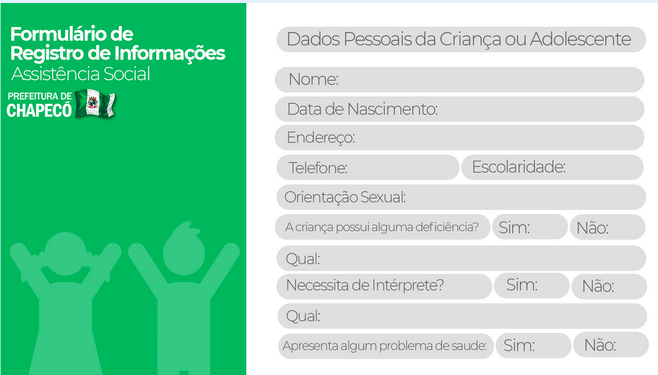 Formulário de
Registro de Informações
Assistência Social
PREFEITURA DE
CHAPECÓ
Dados Pessoais da Criança ou Adolescente
Nome:
Data de Nascimento:
Endereço:
Telefone: Escolaridade:
Orientação Sexual:
A criança possui alguma deficiência? Sim: Não:
Qual:
Necessita de Intérprete? Sim: Não:
Qual:
Apresenta algum problema de saude: Sim: Não: